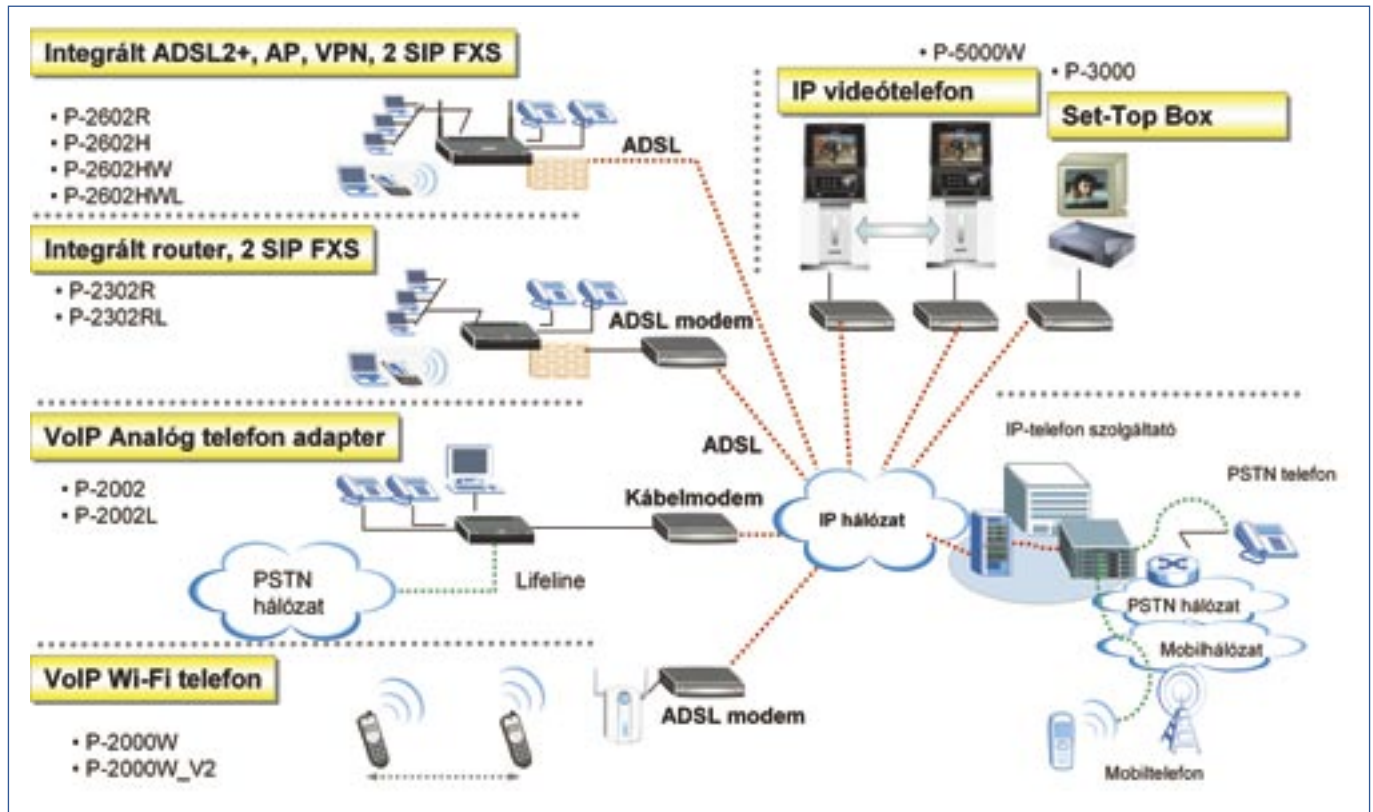 Integrált ADSL2+, AP, VPN, 2 SIP FXS
• P-2602R
• P-2602H
• P-2602HW
• P-2602HWL
ADSL
• P-5000W
IP videótelefon
• P-3000
Set-Top Box
Integrált router, 2 SIP FXS
• P-2302R
• P-2302RL
ADSL modem
ADSL
VoIP Analóg telefon adapter
• P-2002
• P-2002L
Kábelmodem
PSTN
hálózat
Lifeline
IP hálózat
IP-telefon szolgáltató
PSTN telefon
PSTN hálózat
Mobilhálózat
Mobiltelefon
VoIP Wi-Fi telefon
• P-2000W
• P-2000W_V2
ADSL modem